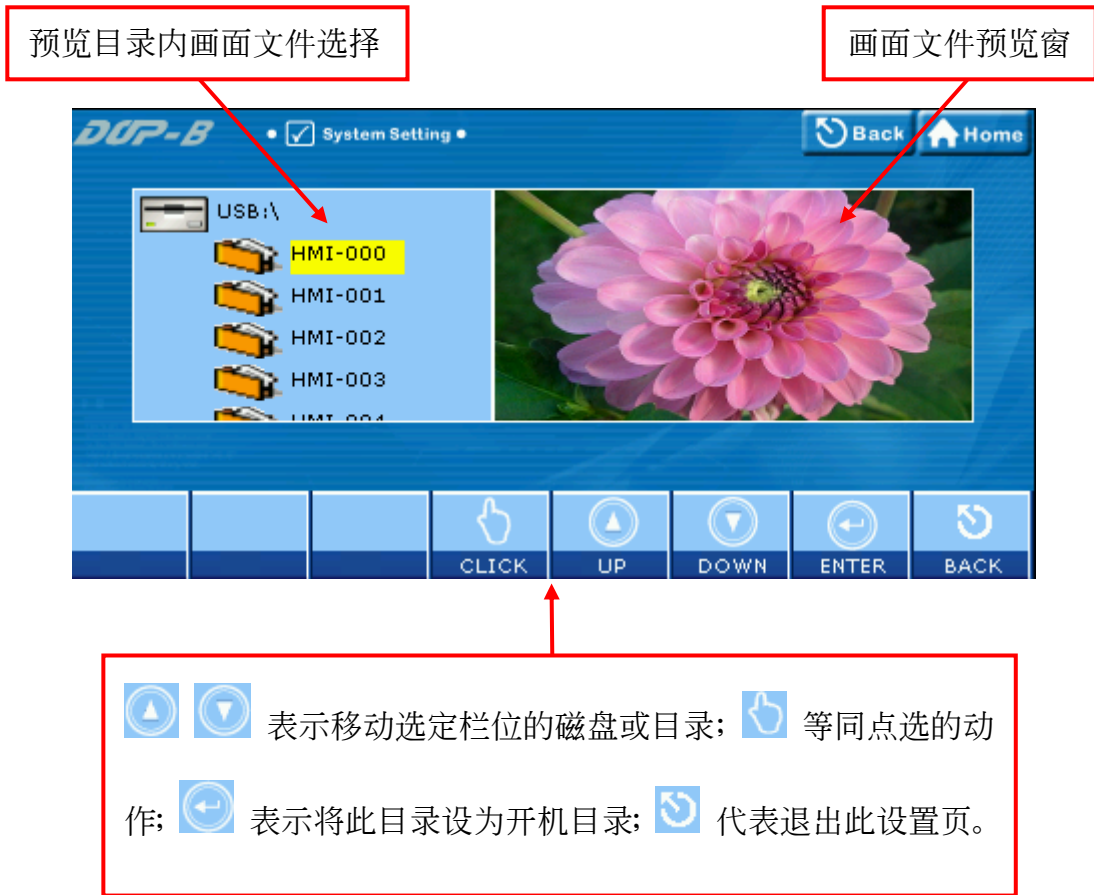 预览目录内画面文件选择
画面文件预览窗
DOP-B
• System Setting •
Back
Home
USB:\
HMI-000
HMI-001
HMI-002
HMI-003
CLICK
UP
DOWN
ENTER
BACK
表示移动选定栏位的磁盘或目录; 等同点选的动
作; 表示将此目录设为开机目录; 代表退出此设置页。